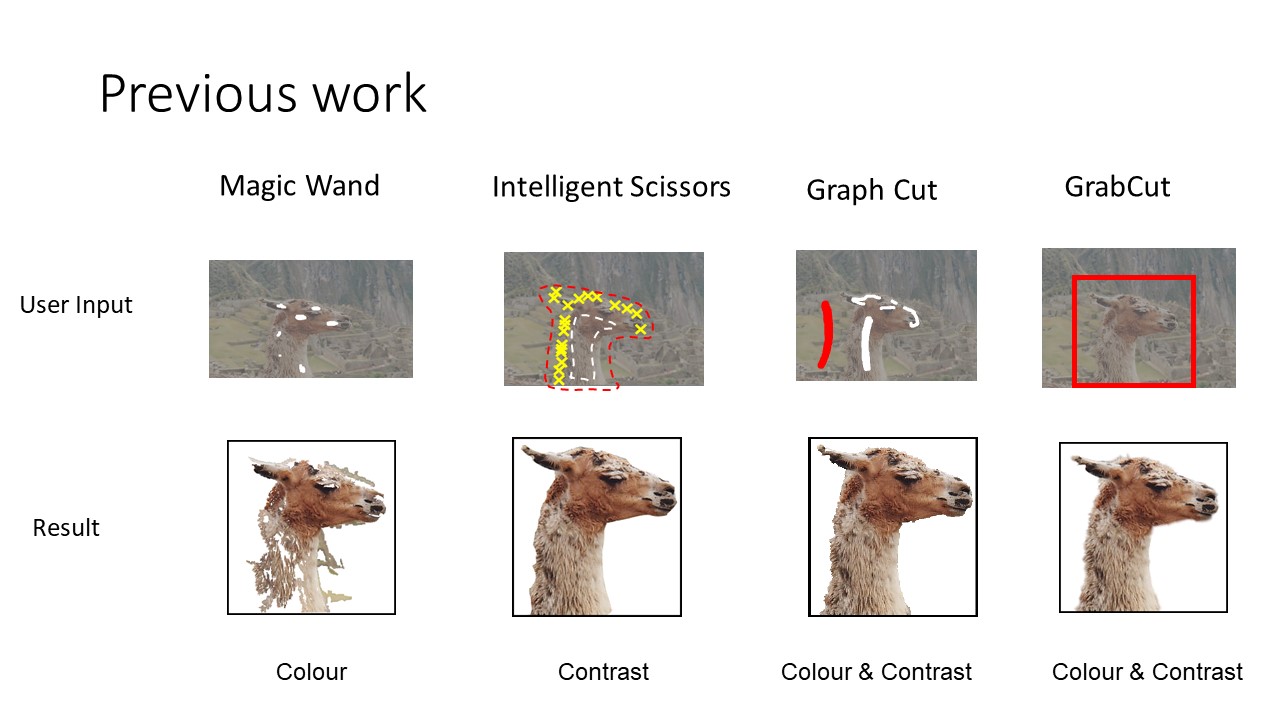 Previous work
Magic Wand
Intelligent Scissors
Graph Cut
GrabCut
User Input
Result
Colour
Contrast
Colour & Contrast
Colour & Contrast